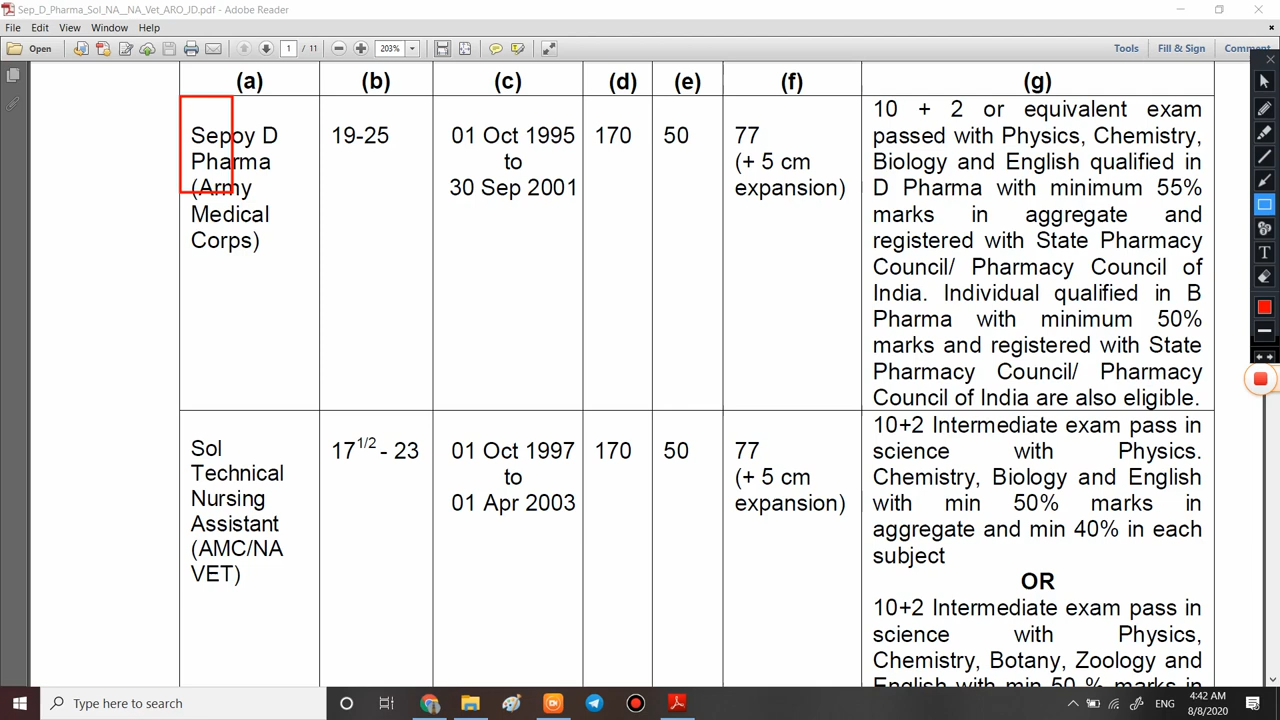 Sep_D_Pharma_Sol_NA__NA_Vet_ARO_JD.pdf - Adobe Reader
File Edit View Window Help
Open 1 / 11 203% Tools Fill & Sign Comment
(a) (b) (c) (d) (e) (f) (g)
Sepoy D
Pharma
(Army
Medical
Corps)
19-25
01 Oct 1995
to
30 Sep 2001
170
50
77
(+ 5 cm
expansion)
10 + 2 or equivalent exam
passed with Physics, Chemistry,
Biology and English qualified in
D Pharma with minimum 55%
marks in aggregate and
registered with State Pharmacy
Council/ Pharmacy Council of
India. Individual qualified in B
Pharma with minimum 50%
marks and registered with State
Pharmacy Council/ Pharmacy
Council of India are also eligible.
Sol
Technical
Nursing
Assistant
(AMC/NA
VET)
17 1/2 - 23
01 Oct 1997
to
01 Apr 2003
170
50
77
(+ 5 cm
expansion)
10+2 Intermediate exam pass in
science with Physics.
Chemistry, Biology and English
with min 50% marks in
aggregate and min 40% in each
subject
OR
10+2 Intermediate exam pass in
science with Physics,
Chemistry, Botany, Zoology and
English with min 50 % marks in
Type here to search
ENG
4:42 AM
8/8/2020